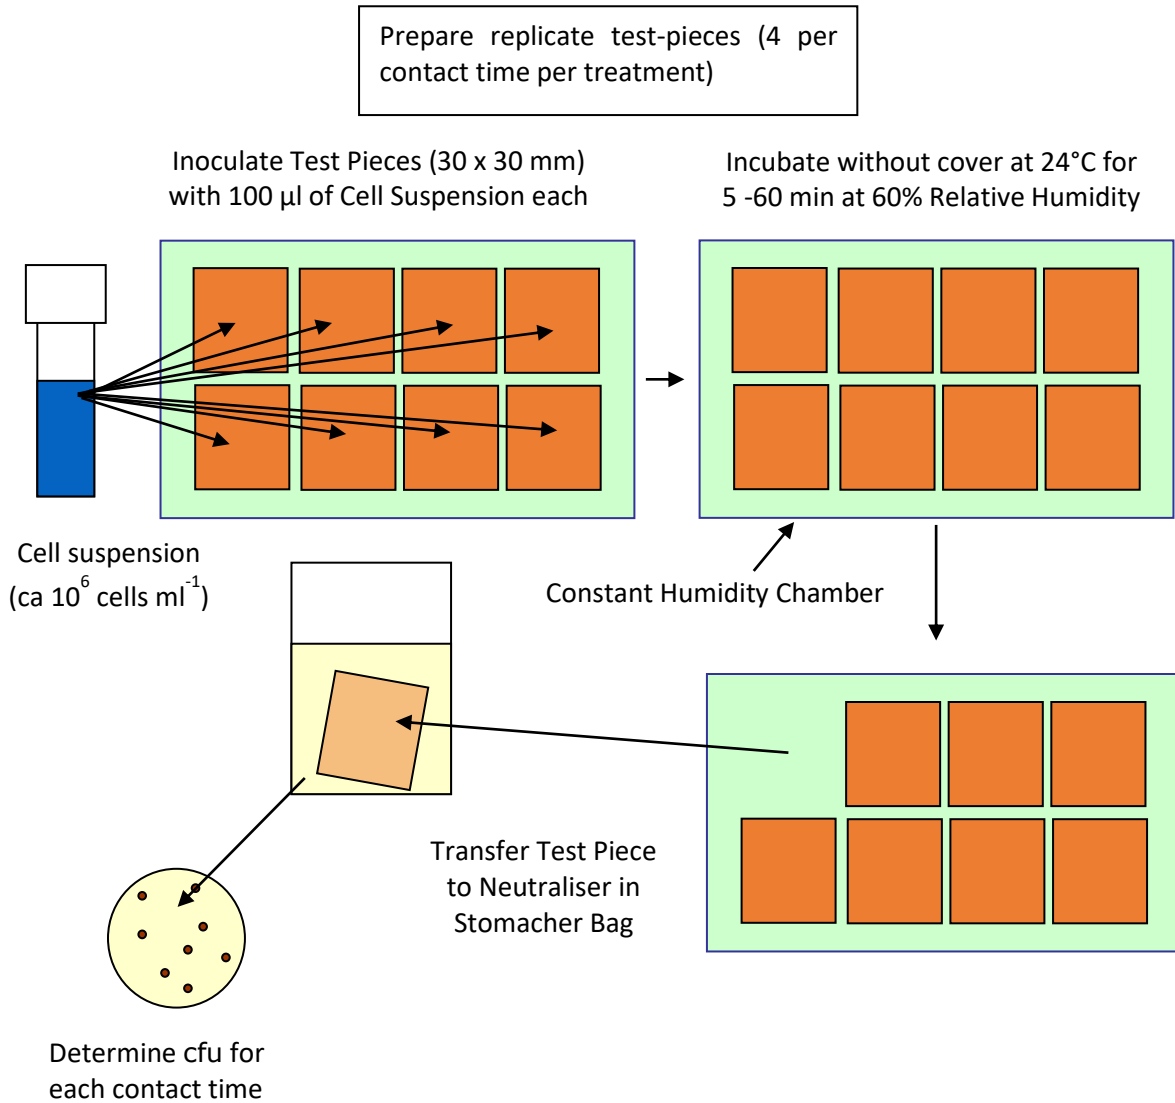 Prepare replicate test-pieces (4 per
contact time per treatment)
Inoculate Test Pieces (30 x 30 mm)
with 100 µl of Cell Suspension each
Incubate without cover at 24°C for
5 -60 min at 60% Relative Humidity
Cell suspension
(ca 10⁶ cells ml⁻¹)
Constant Humidity Chamber
Transfer Test Piece
to Neutraliser in
Stomacher Bag
Determine cfu for
each contact time